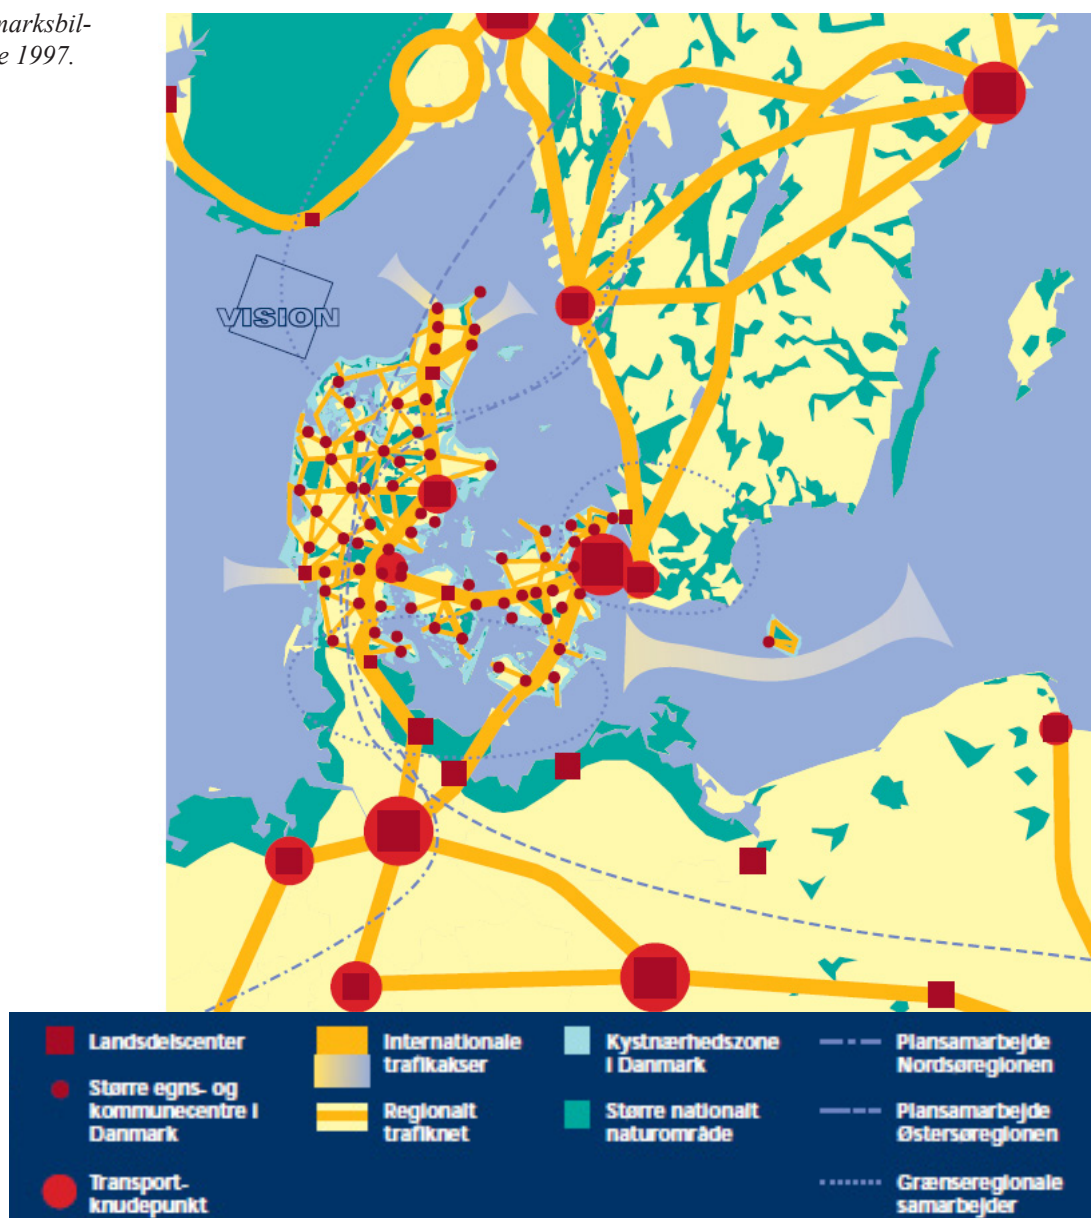 marksbil-
e 1997.
VISION
Landsdelscenter
Større egns- og
kommunecentre i
Danmark
Transport-
knudepunkt
Internationale
trafikakser
Regionalt
trafiknet
Kystnærhedszone
i Danmark
Større nationalt
naturområde
Plansamarbejde
Nordsøregionen
Plansamarbejde
Østersøregionen
Grænseregionale
samarbejder